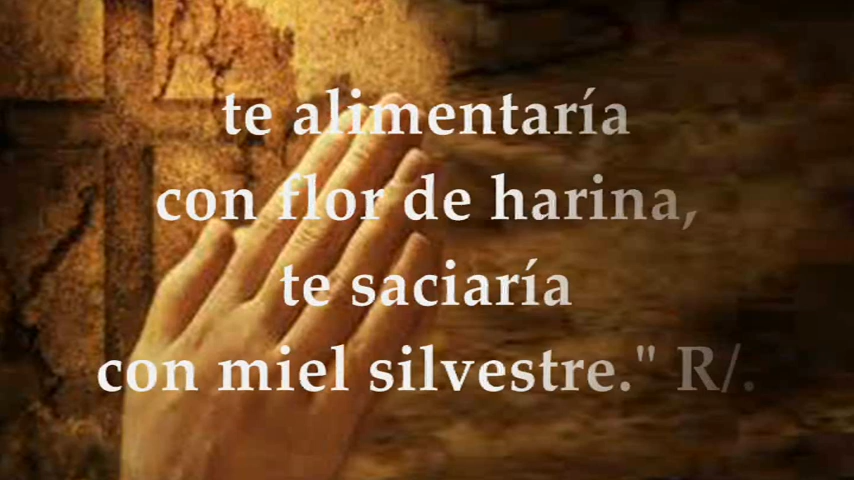 te alimentaría
con flor de harina,
te saciaría
con miel silvestre." R/.